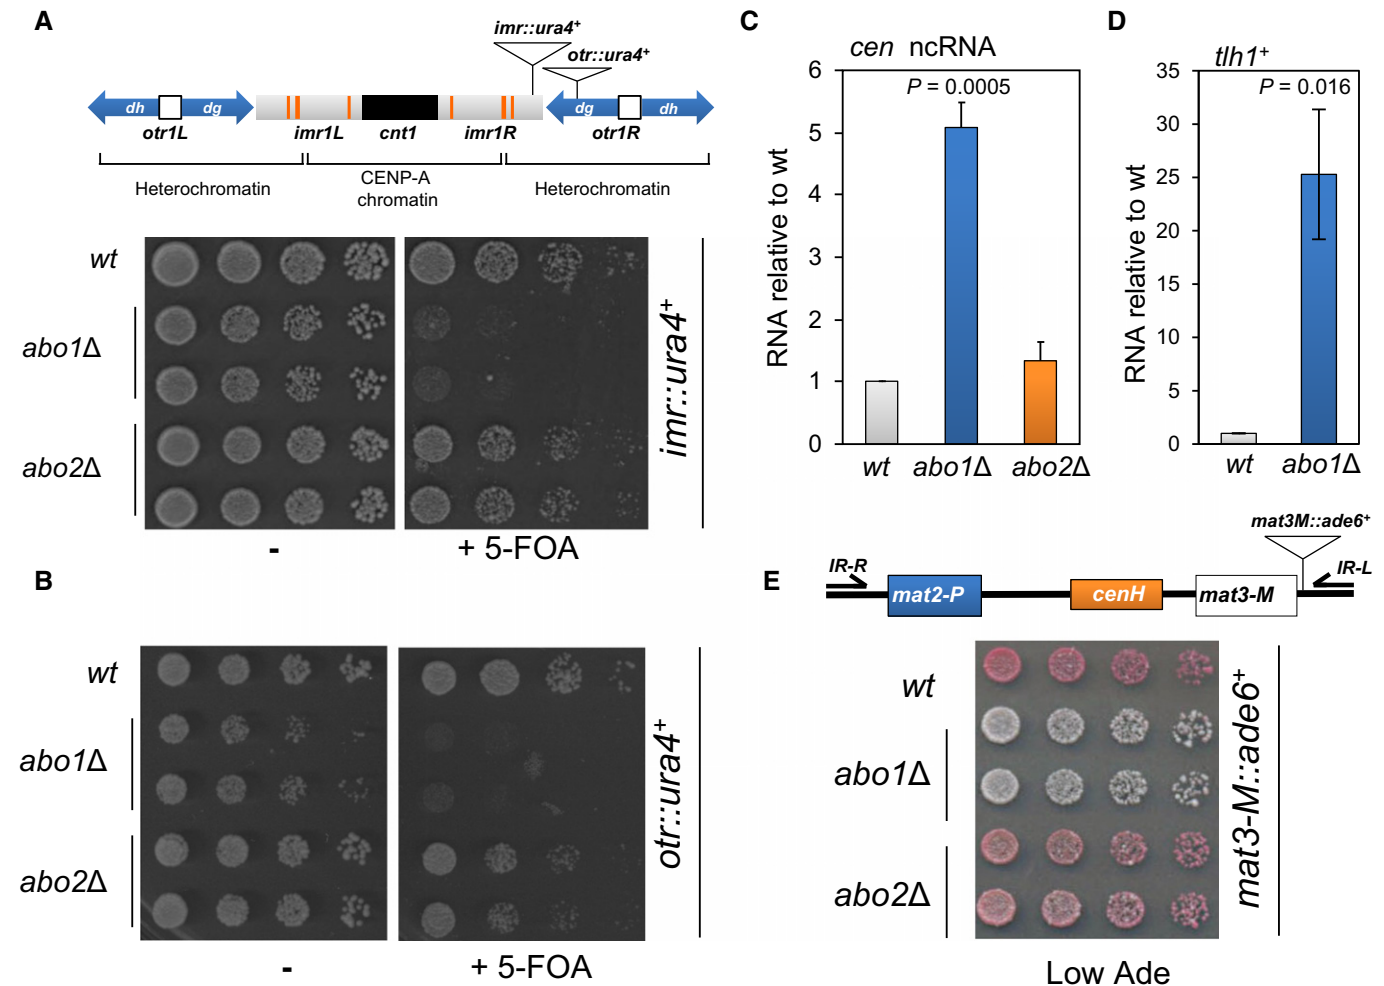 A
imr::ura4+
otr::ura4+
dh dg dg dh
otr1L imr1L cnt1 imr1R otr1R
Heterochromatin
CENP-A
chromatin
Heterochromatin
wt
abo1Δ
abo2Δ
imr::ura4+
- + 5-FOA
B
wt
abo1Δ
abo2Δ
otr::ura4+
- + 5-FOA
C
cen ncRNA
P = 0.0005
RNA relative to wt
6
5
4
3
2
1
0
wt abo1Δ abo2Δ
D
tlh1+
P = 0.016
RNA relative to wt
35
30
25
20
15
10
5
0
wt abo1Δ
E
mat3M::ade6+
IR-R IR-L
mat2-P cenH mat3-M
wt
abo1Δ
abo2Δ
mat3-M::ade6+
Low Ade